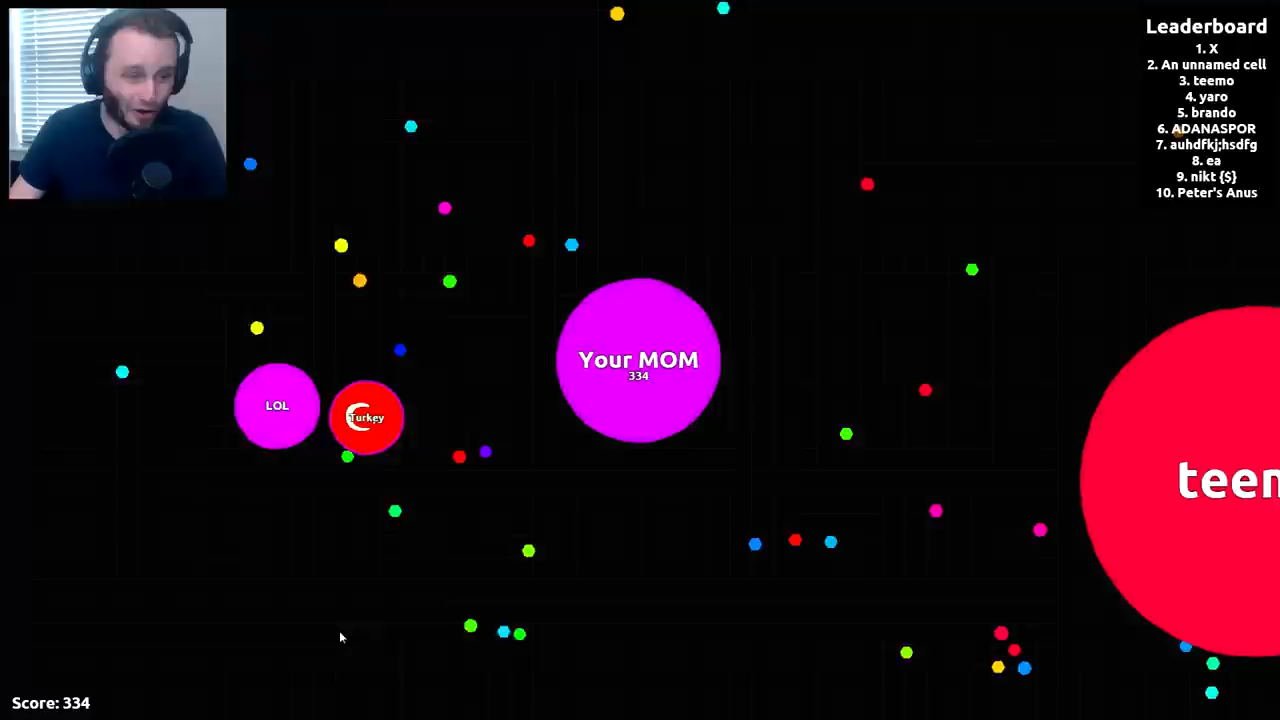 Leaderboard
1. X
2. An unnamed cell
3. teemo
4. yaro
5. brando
6. ADANASPOR
7. auhdfkj;hsdfg
8. ea
9. nikt {$}
10. Peter's Anus
Your MOM
334
LOL
Turkey
teem
Score: 334